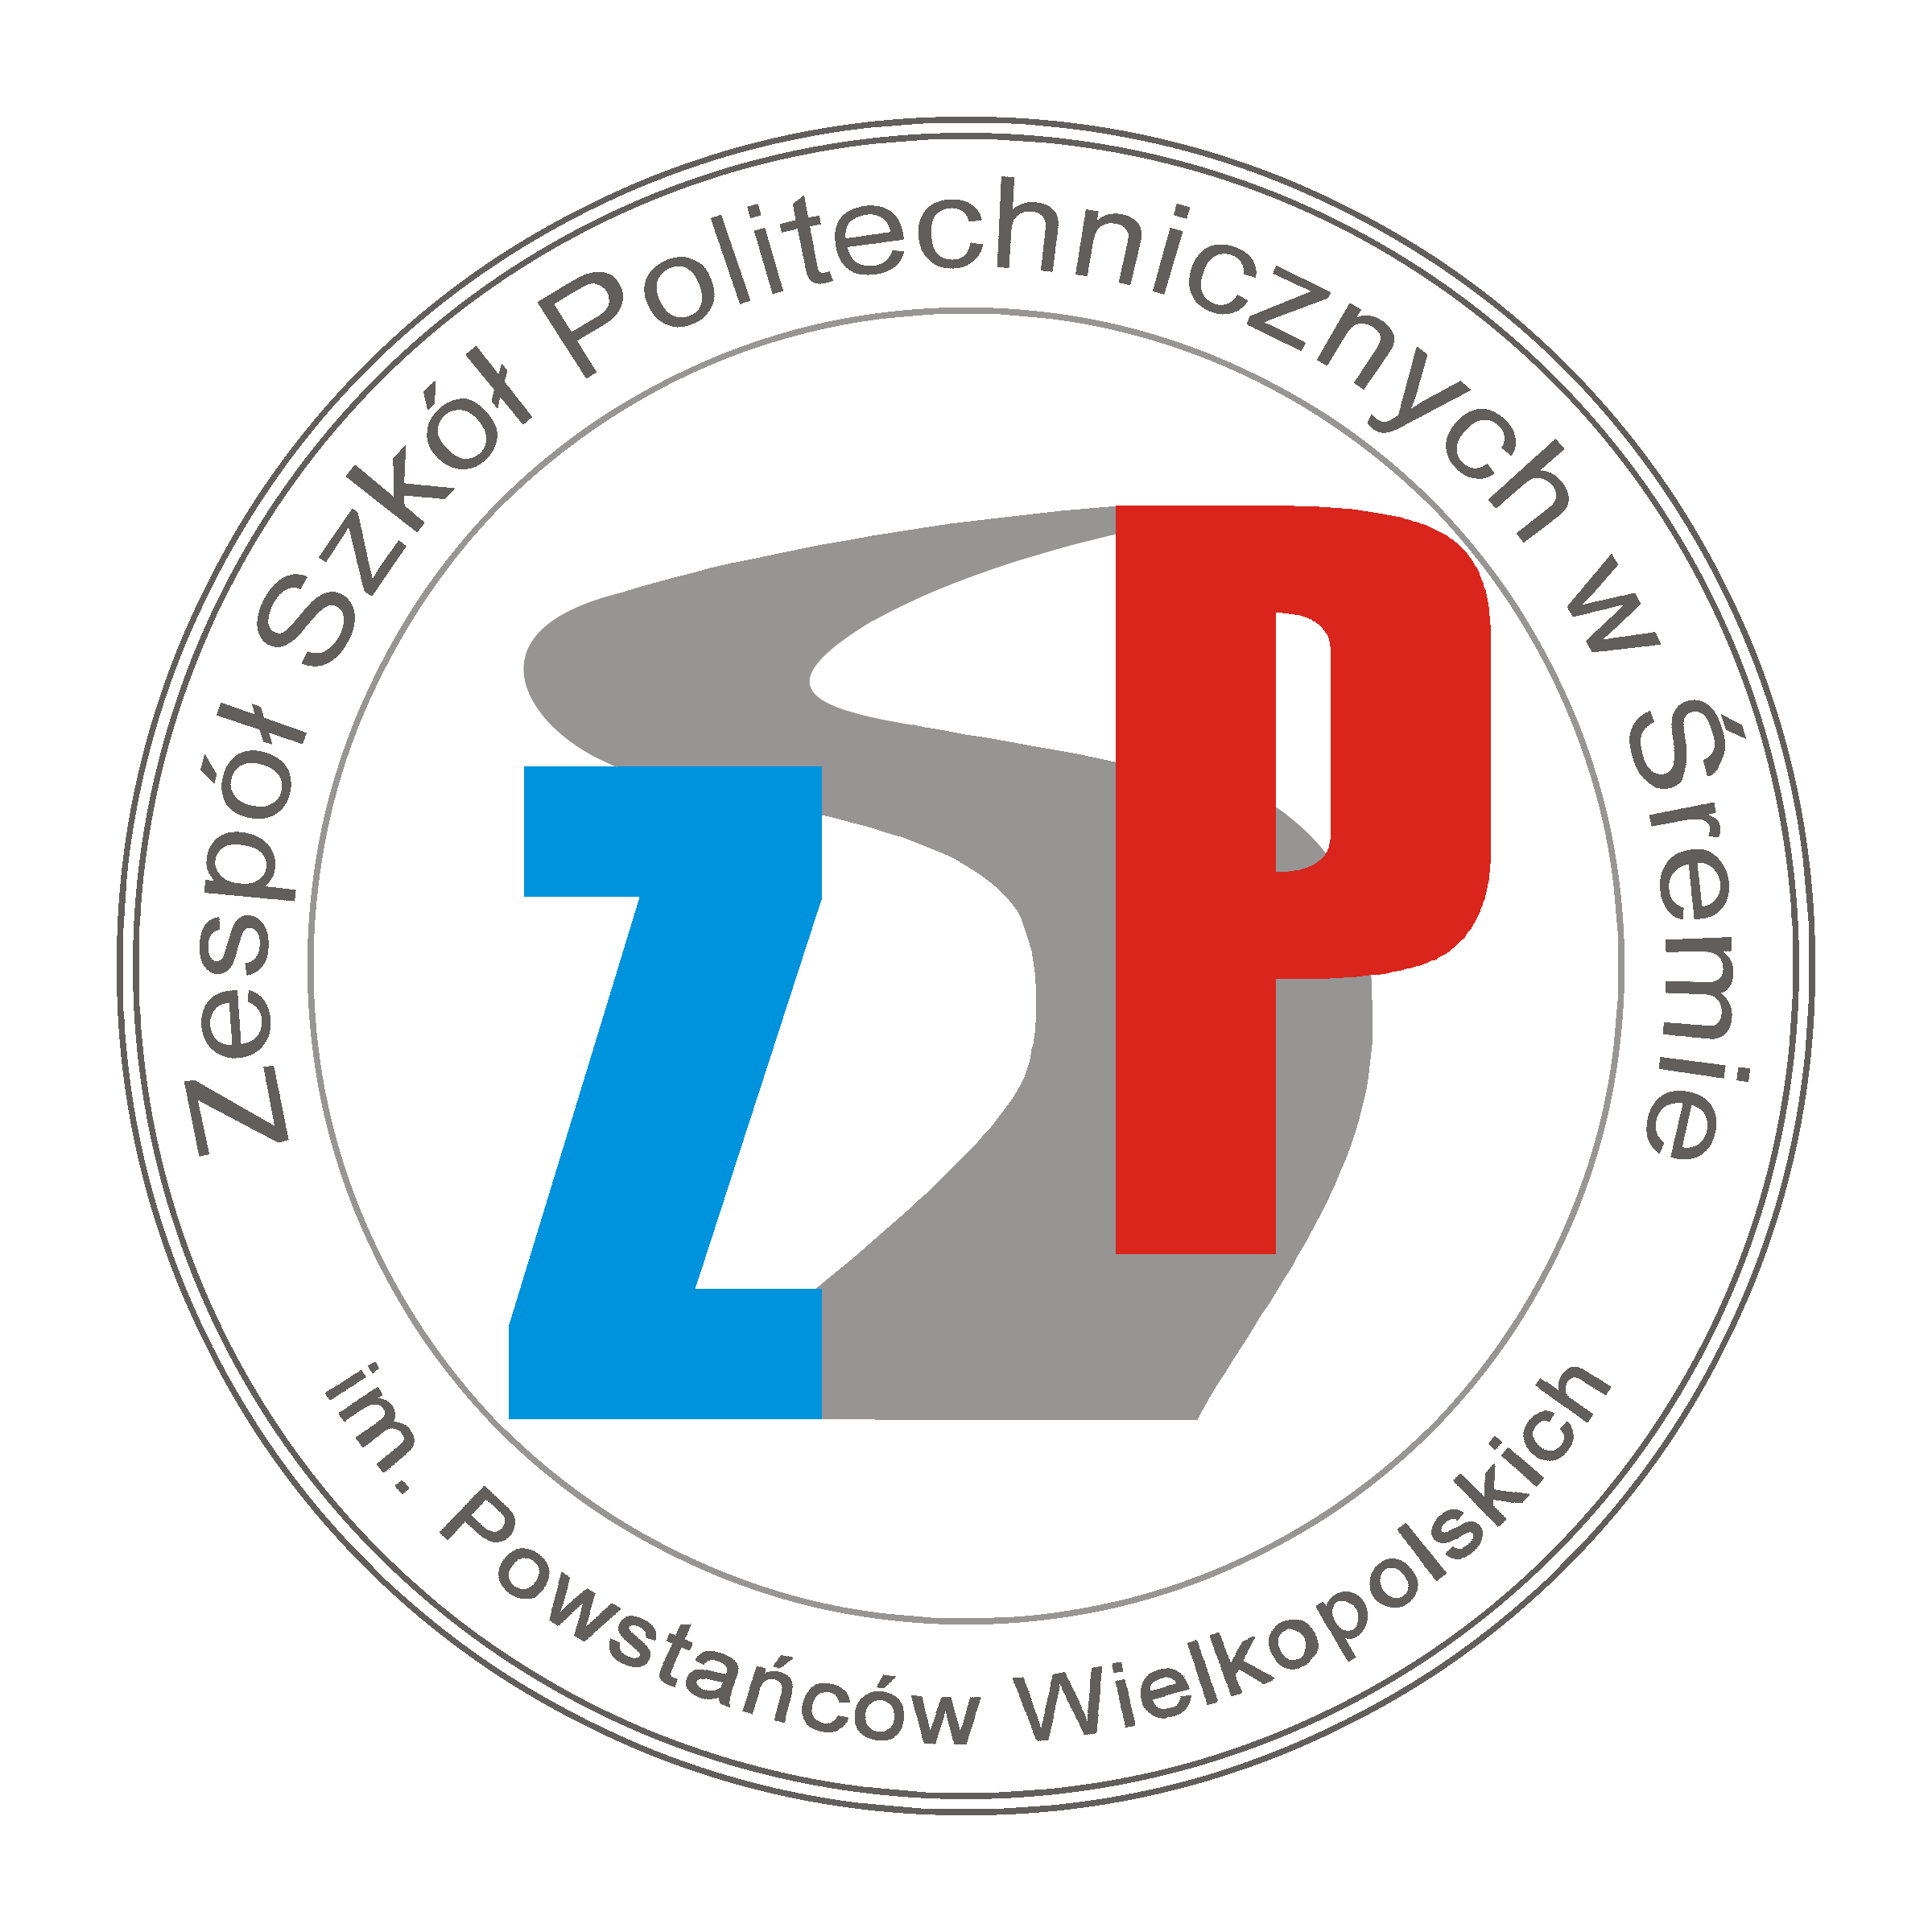 Zespół Szkół Politechnicznych w Śremie
ZSP
im. Powstańców Wielkopolskich